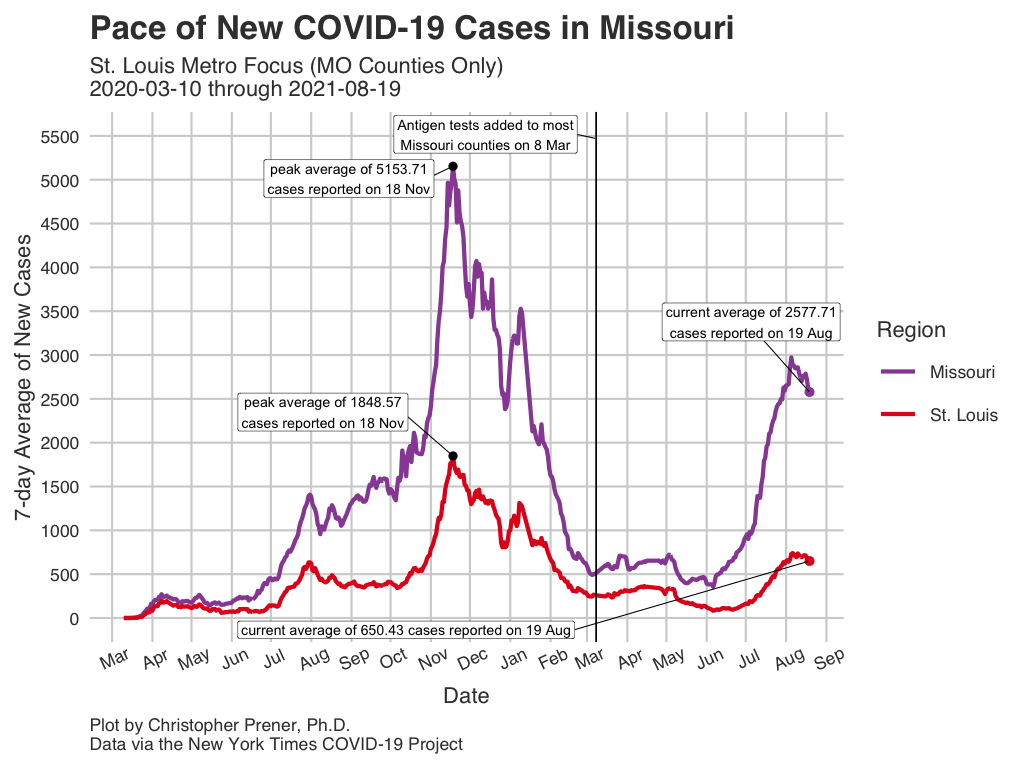 Pace of New COVID-19 Cases in Missouri
St. Louis Metro Focus (MO Counties Only)
2020-03-10 through 2021-08-19
7-day Average of New Cases
5500
5000
4500
4000
3500
3000
2500
2000
1500
1000
500
0
Antigen tests added to most
Missouri counties on 8 Mar
peak average of 5153.71
cases reported on 18 Nov
current average of 2577.71
cases reported on 19 Aug
peak average of 1848.57
cases reported on 18 Nov
current average of 650.43 cases reported on 19 Aug
Mar Apr May Jun Jul Aug Sep Oct Nov Dec Jan Feb Mar Apr May Jun Jul Aug Sep
Date
Region
Missouri
St. Louis
Plot by Christopher Prener, Ph.D.
Data via the New York Times COVID-19 Project